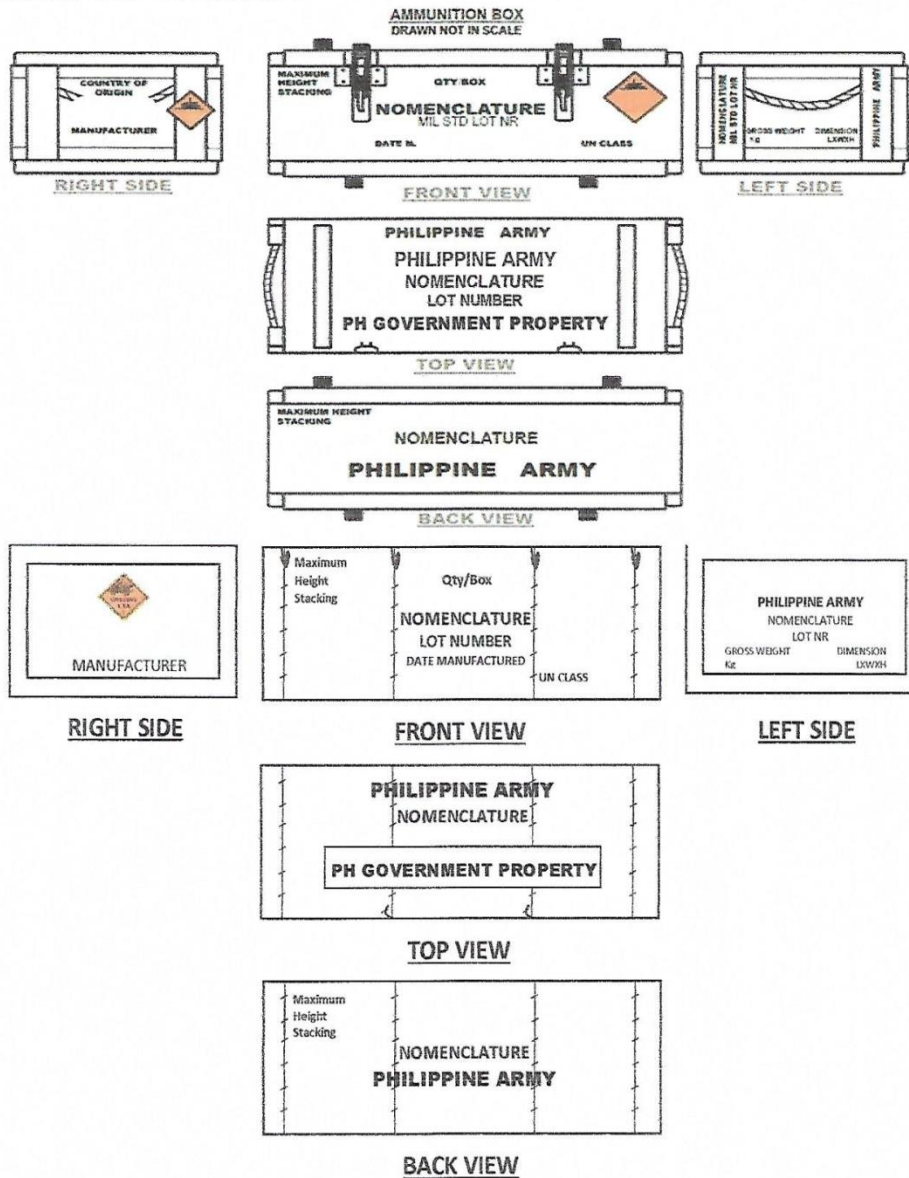 AMMUNITION BOX
DRAWN NOT IN SCALE
COUNTRY OF
ORIGIN
MANUFACTURER
RIGHT SIDE
MAXIMUM
HEIGHT
STACKING
QTY/BOX
NOMENCLATURE
MIL STD LOT NR
DATE M.
UN CLASS
FRONT VIEW
NOMENCLATURE
MIL STD LOT NR
GROSS WEIGHT DIMENSION
Kg LXWXH
PHILIPPINE ARMY
LEFT SIDE
PHILIPPINE ARMY
PHILIPPINE ARMY
NOMENCLATURE
LOT NUMBER
PH GOVERNMENT PROPERTY
TOP VIEW
MAXIMUM HEIGHT
STACKING
NOMENCLATURE
PHILIPPINE ARMY
BACK VIEW
MANUFACTURER
RIGHT SIDE
Maximum
Height
Stacking
Qty/Box
NOMENCLATURE
LOT NUMBER
DATE MANUFACTURED
UN CLASS
FRONT VIEW
PHILIPPINE ARMY
NOMENCLATURE
LOT NR
GROSS WEIGHT DIMENSION
Kg LXWXH
LEFT SIDE
PHILIPPINE ARMY
NOMENCLATURE
PH GOVERNMENT PROPERTY
TOP VIEW
Maximum
Height
Stacking
NOMENCLATURE
PHILIPPINE ARMY
BACK VIEW